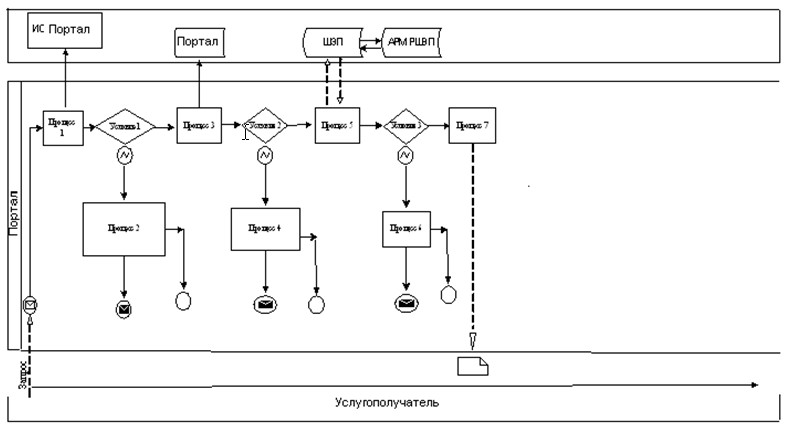 ИС Портал
Портал
ШЭП
АРМ РШЭП
Процесс
1
Условие 1
Процесс 3
Условие 2
Процесс 5
Условие 3
Процесс 7
Процесс 2
Процесс 4
Процесс 6
Портал
Запрос
Услугополучатель